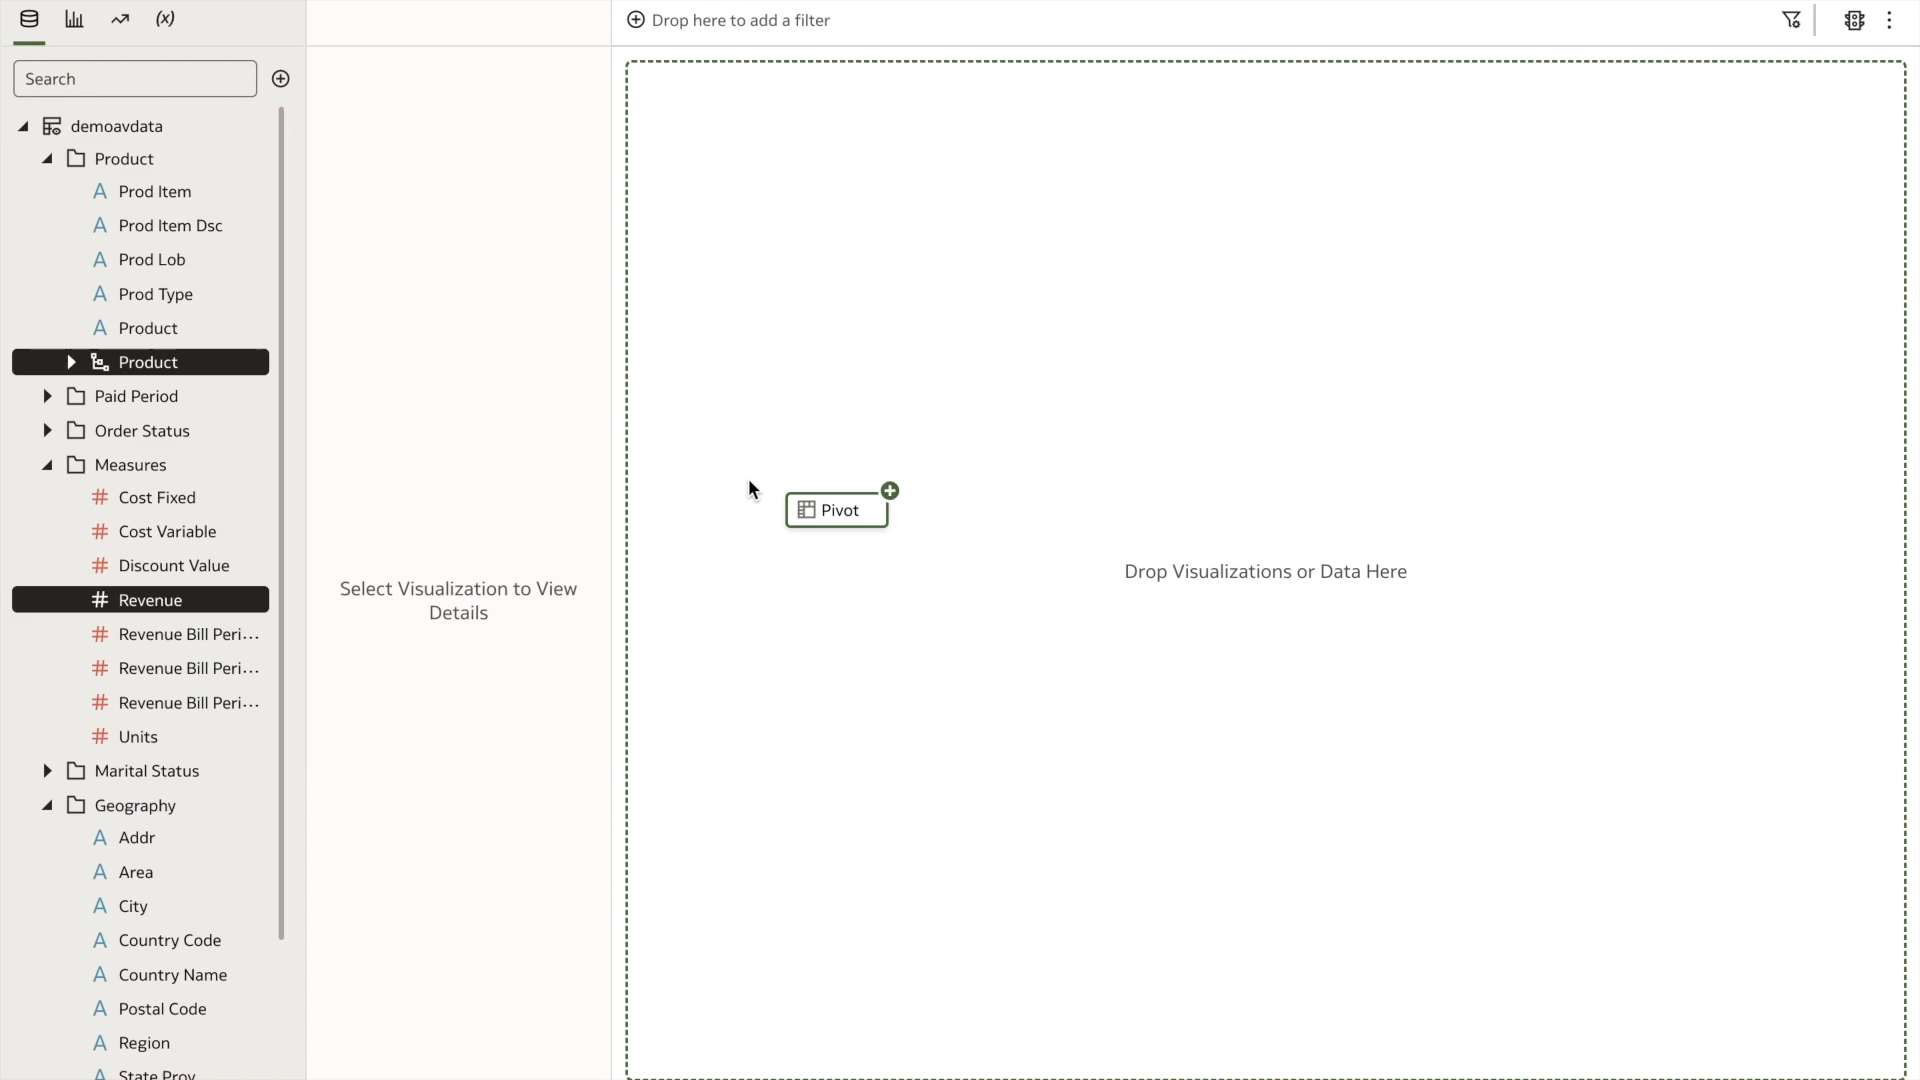 (x)
Drop here to add a filter
Search
demoavdata
Product
Prod Item
Prod Item Dsc
Prod Lob
Prod Type
Product
Product
Paid Period
Order Status
Measures
Cost Fixed
Cost Variable
Discount Value
Revenue
Revenue Bill Peri...
Revenue Bill Peri...
Revenue Bill Peri...
Units
Marital Status
Geography
Addr
Area
City
Country Code
Country Name
Postal Code
Region
State Prov
Select Visualization to View
Details
Pivot
Drop Visualizations or Data Here